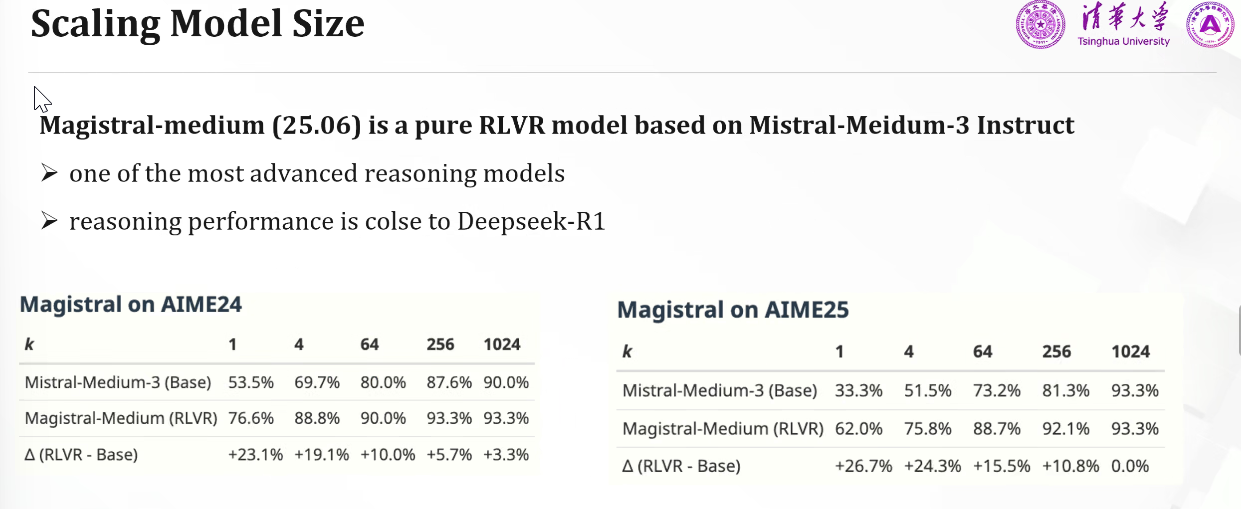 Scaling Model Size
清華大学
Tsinghua University
Magistral-medium (25.06) is a pure RLVR model based on Mistral-Meidum-3 Instruct
➢ one of the most advanced reasoning models
➢ reasoning performance is colse to Deepseek-R1
Magistral on AIME24
k 1 4 64 256 1024
Mistral-Medium-3 (Base) 53.5% 69.7% 80.0% 87.6% 90.0%
Magistral-Medium (RLVR) 76.6% 88.8% 90.0% 93.3% 93.3%
Δ (RLVR - Base) +23.1% +19.1% +10.0% +5.7% +3.3%
Magistral on AIME25
k 1 4 64 256 1024
Mistral-Medium-3 (Base) 33.3% 51.5% 73.2% 81.3% 93.3%
Magistral-Medium (RLVR) 62.0% 75.8% 88.7% 92.1% 93.3%
Δ (RLVR - Base) +26.7% +24.3% +15.5% +10.8% 0.0%